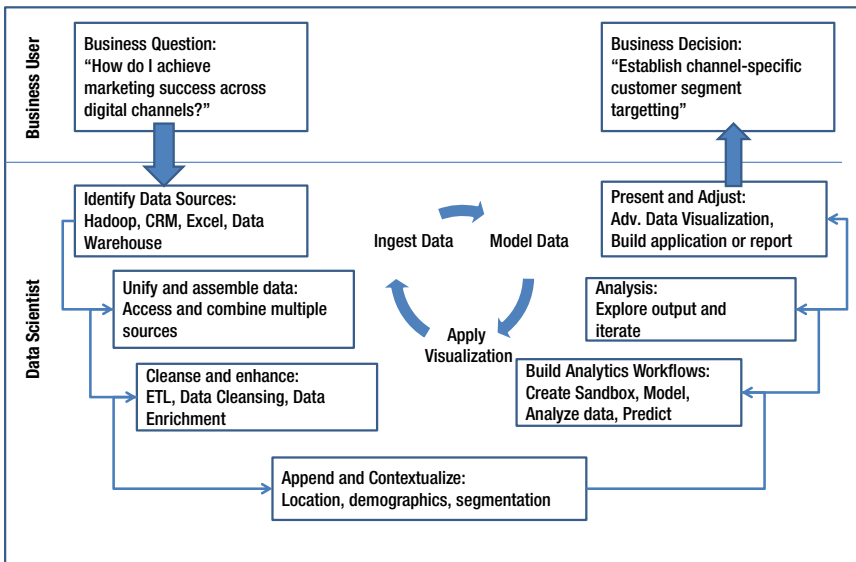 Business User
Business Question:
“How do I achieve
marketing success across
digital channels?”
Business Decision:
“Establish channel-specific
customer segment
targetting”
Data Scientist
Identify Data Sources:
Hadoop, CRM, Excel, Data
Warehouse
Unify and assemble data:
Access and combine multiple
sources
Cleanse and enhance:
ETL, Data Cleansing, Data
Enrichment
Append and Contextualize:
Location, demographics, segmentation
Ingest Data
Model Data
Apply
Visualization
Build Analytics Workflows:
Create Sandbox, Model,
Analyze data, Predict
Analysis:
Explore output and
iterate
Present and Adjust:
Adv. Data Visualization,
Build application or report